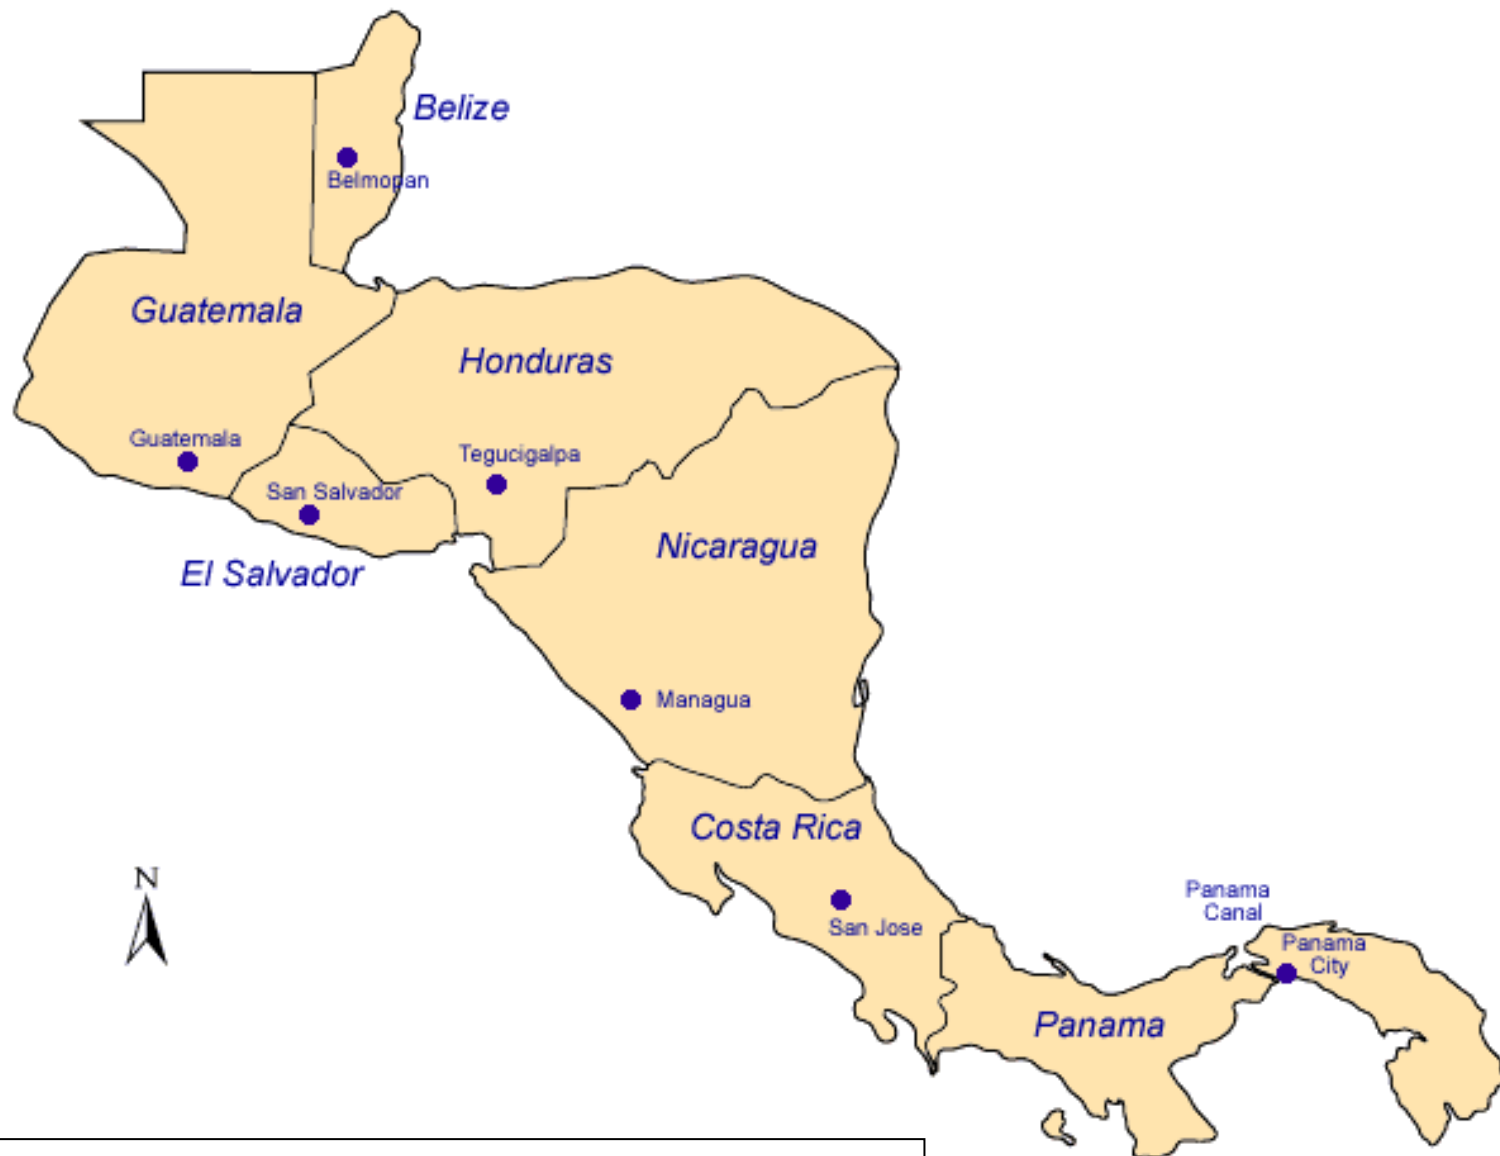 Belize
Belmopan
Guatemala
Honduras
Guatemala
Tegucigalpa
San Salvador
Nicaragua
El Salvador
Managua
Costa Rica
N
Panama
Canal
San Jose
Panama
City
Panama